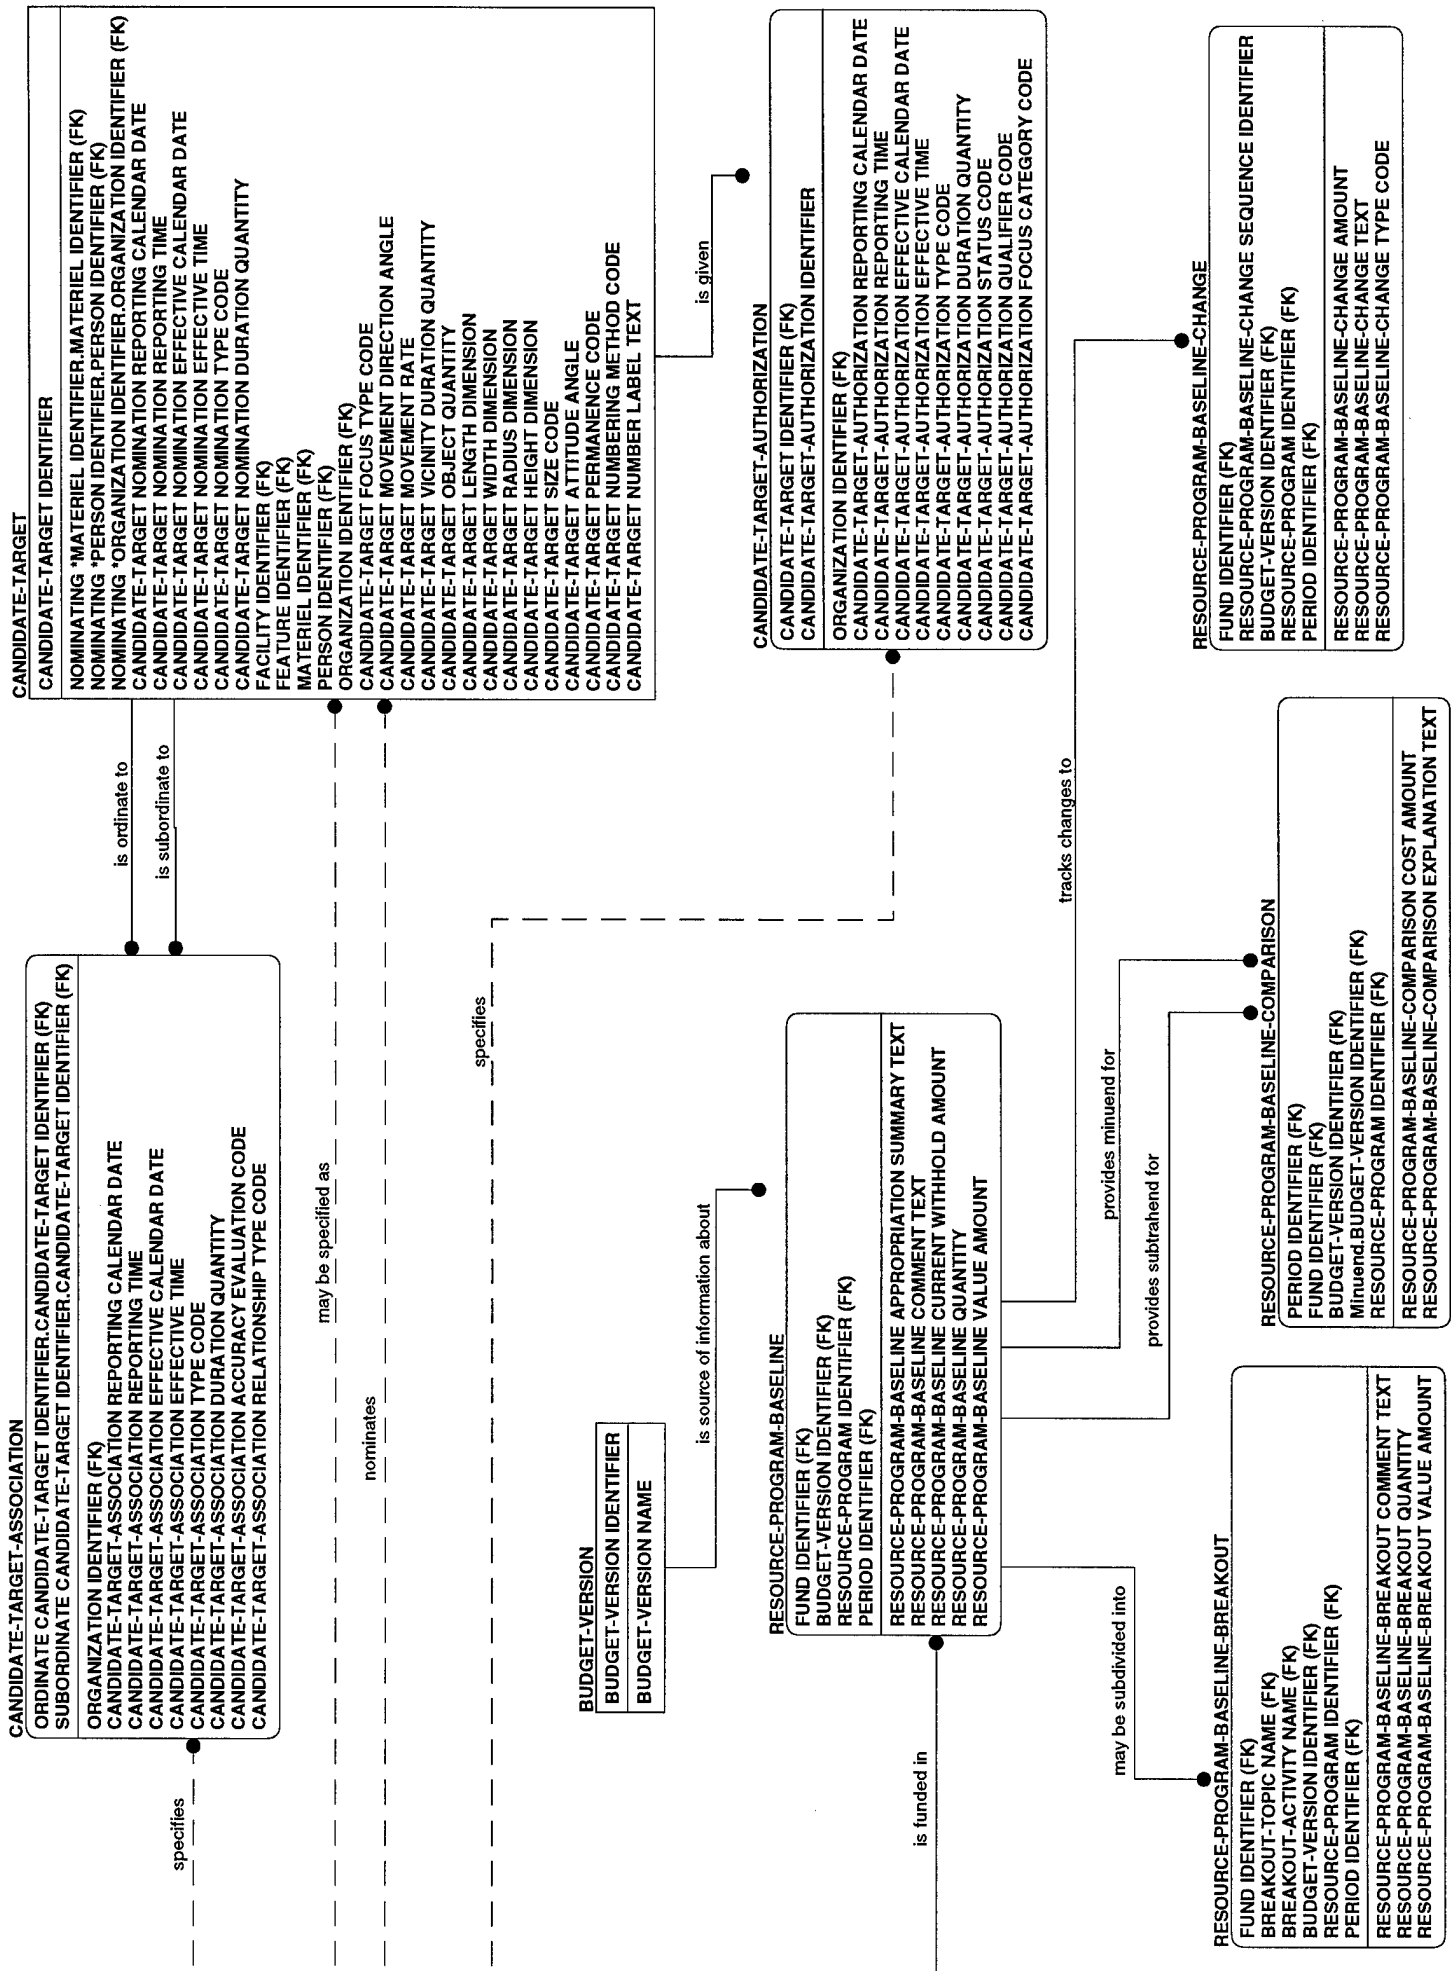 CANDIDATE-TARGET-ASSOCIATION
ORDINATE CANDIDATE-TARGET IDENTIFIER.CANDIDATE-TARGET IDENTIFIER (FK)
SUBORDINATE CANDIDATE-TARGET IDENTIFIER.CANDIDATE-TARGET IDENTIFIER (FK)
ORGANIZATION IDENTIFIER (FK)
CANDIDATE-TARGET-ASSOCIATION REPORTING CALENDAR DATE
CANDIDATE-TARGET-ASSOCIATION REPORTING TIME
CANDIDATE-TARGET-ASSOCIATION EFFECTIVE CALENDAR DATE
CANDIDATE-TARGET-ASSOCIATION EFFECTIVE TIME
CANDIDATE-TARGET-ASSOCIATION TYPE CODE
CANDIDATE-TARGET-ASSOCIATION DURATION QUANTITY
CANDIDATE-TARGET-ASSOCIATION ACCURACY EVALUATION CODE
CANDIDATE-TARGET-ASSOCIATION RELATIONSHIP TYPE CODE
specifies
is ordinate to
is subordinate to
CANDIDATE-TARGET
CANDIDATE-TARGET IDENTIFIER
NOMINATING *MATERIEL IDENTIFIER.MATERIEL IDENTIFIER (FK)
NOMINATING *PERSON IDENTIFIER.PERSON IDENTIFIER (FK)
NOMINATING *ORGANIZATION IDENTIFIER.ORGANIZATION IDENTIFIER (FK)
CANDIDATE-TARGET NOMINATION REPORTING CALENDAR DATE
CANDIDATE-TARGET NOMINATION REPORTING TIME
CANDIDATE-TARGET NOMINATION EFFECTIVE CALENDAR DATE
CANDIDATE-TARGET NOMINATION EFFECTIVE TIME
CANDIDATE-TARGET NOMINATION TYPE CODE
CANDIDATE-TARGET NOMINATION DURATION QUANTITY
FACILITY IDENTIFIER (FK)
FEATURE IDENTIFIER (FK)
MATERIEL IDENTIFIER (FK)
PERSON IDENTIFIER (FK)
ORGANIZATION IDENTIFIER (FK)
CANDIDATE-TARGET FOCUS TYPE CODE
CANDIDATE-TARGET MOVEMENT DIRECTION ANGLE
CANDIDATE-TARGET MOVEMENT RATE
CANDIDATE-TARGET VICINITY DURATION QUANTITY
CANDIDATE-TARGET OBJECT QUANTITY
CANDIDATE-TARGET LENGTH DIMENSION
CANDIDATE-TARGET WIDTH DIMENSION
CANDIDATE-TARGET RADIUS DIMENSION
CANDIDATE-TARGET HEIGHT DIMENSION
CANDIDATE-TARGET SIZE CODE
CANDIDATE-TARGET ATTITUDE ANGLE
CANDIDATE-TARGET PERMANENCE CODE
CANDIDATE-TARGET NUMBERING METHOD CODE
CANDIDATE-TARGET NUMBER LABEL TEXT
may be specified as
nominates
specifies
is given
CANDIDATE-TARGET-AUTHORIZATION
CANDIDATE-TARGET IDENTIFIER (FK)
CANDIDATE-TARGET-AUTHORIZATION IDENTIFIER
ORGANIZATION IDENTIFIER (FK)
CANDIDATE-TARGET-AUTHORIZATION REPORTING CALENDAR DATE
CANDIDATE-TARGET-AUTHORIZATION REPORTING TIME
CANDIDATE-TARGET-AUTHORIZATION EFFECTIVE CALENDAR DATE
CANDIDATE-TARGET-AUTHORIZATION EFFECTIVE TIME
CANDIDATE-TARGET-AUTHORIZATION TYPE CODE
CANDIDATE-TARGET-AUTHORIZATION DURATION QUANTITY
CANDIDATE-TARGET-AUTHORIZATION STATUS CODE
CANDIDATE-TARGET-AUTHORIZATION QUALIFIER CODE
CANDIDATE-TARGET-AUTHORIZATION FOCUS CATEGORY CODE
BUDGET-VERSION
BUDGET-VERSION IDENTIFIER
BUDGET-VERSION NAME
is source of information about
RESOURCE-PROGRAM-BASELINE
FUND IDENTIFIER (FK)
BUDGET-VERSION IDENTIFIER (FK)
RESOURCE-PROGRAM IDENTIFIER (FK)
PERIOD IDENTIFIER (FK)
RESOURCE-PROGRAM-BASELINE APPROPRIATION SUMMARY TEXT
RESOURCE-PROGRAM-BASELINE COMMENT TEXT
RESOURCE-PROGRAM-BASELINE CURRENT WITHHOLD AMOUNT
RESOURCE-PROGRAM-BASELINE QUANTITY
RESOURCE-PROGRAM-BASELINE VALUE AMOUNT
is funded in
tracks changes to
provides minuend for
provides subtrahend for
may be subdivided into
RESOURCE-PROGRAM-BASELINE-BREAKOUT
FUND IDENTIFIER (FK)
BREAKOUT-TOPIC NAME (FK)
BREAKOUT-ACTIVITY NAME (FK)
BUDGET-VERSION IDENTIFIER (FK)
RESOURCE-PROGRAM IDENTIFIER (FK)
PERIOD IDENTIFIER (FK)
RESOURCE-PROGRAM-BASELINE-BREAKOUT COMMENT TEXT
RESOURCE-PROGRAM-BASELINE-BREAKOUT QUANTITY
RESOURCE-PROGRAM-BASELINE-BREAKOUT VALUE AMOUNT
RESOURCE-PROGRAM-BASELINE-COMPARISON
PERIOD IDENTIFIER (FK)
FUND IDENTIFIER (FK)
BUDGET-VERSION IDENTIFIER (FK)
Minuend.BUDGET-VERSION IDENTIFIER (FK)
RESOURCE-PROGRAM IDENTIFIER (FK)
RESOURCE-PROGRAM-BASELINE-COMPARISON COST AMOUNT
RESOURCE-PROGRAM-BASELINE-COMPARISON EXPLANATION TEXT
RESOURCE-PROGRAM-BASELINE-CHANGE
FUND IDENTIFIER (FK)
RESOURCE-PROGRAM-BASELINE-CHANGE SEQUENCE IDENTIFIER
BUDGET-VERSION IDENTIFIER (FK)
RESOURCE-PROGRAM IDENTIFIER (FK)
PERIOD IDENTIFIER (FK)
RESOURCE-PROGRAM-BASELINE-CHANGE AMOUNT
RESOURCE-PROGRAM-BASELINE-CHANGE TEXT
RESOURCE-PROGRAM-BASELINE-CHANGE TYPE CODE